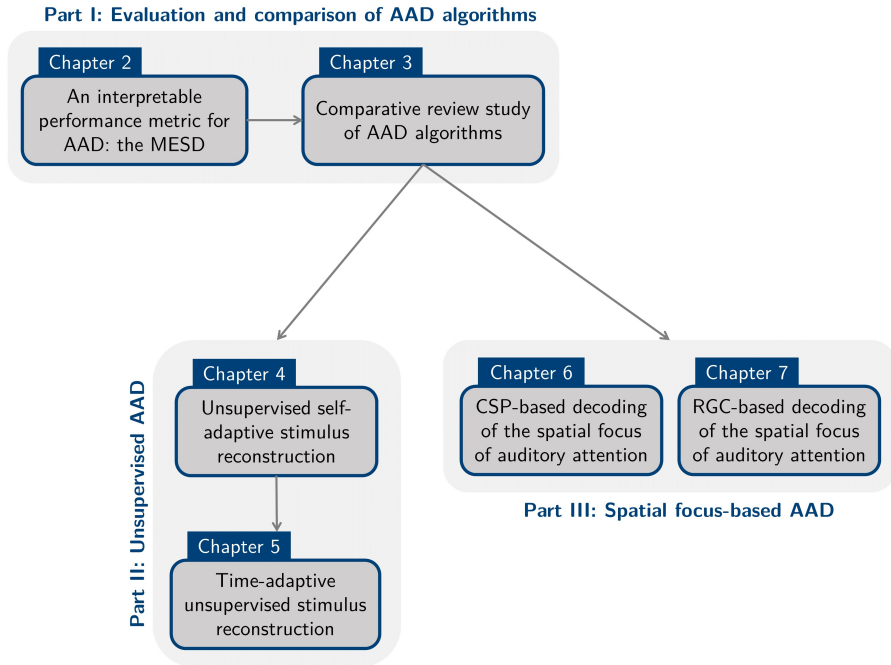 Part I: Evaluation and comparison of AAD algorithms
Chapter 2
An interpretable
performance metric for
AAD: the MESD
Chapter 3
Comparative review study
of AAD algorithms
Part II: Unsupervised AAD
Chapter 4
Unsupervised self-
adaptive stimulus
reconstruction
Chapter 5
Time-adaptive
unsupervised stimulus
reconstruction
Chapter 6
CSP-based decoding
of the spatial focus
of auditory attention
Chapter 7
RGC-based decoding
of the spatial focus
of auditory attention
Part III: Spatial focus-based AAD